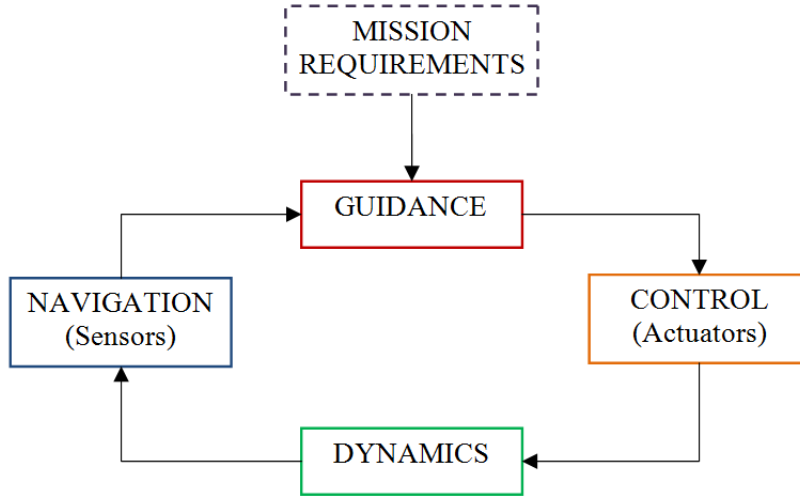 MISSION
REQUIREMENTS
GUIDANCE
NAVIGATION
(Sensors)
CONTROL
(Actuators)
DYNAMICS